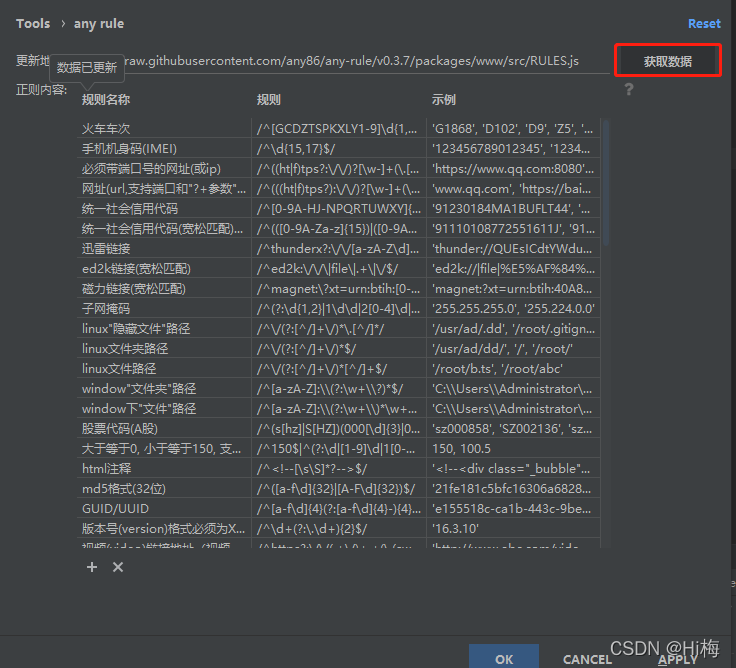 Tools › any rule Reset
更新地 raw.githubusercontent.com/any86/any-rule/v0.3.7/packages/www/src/RULES.js 获取数据
数据已更新
正则内容: ?
规则名称 规则 示例
火车车次 /^[GCDZTSPKXLY1-9]\d{1,... 'G1868', 'D102', 'D9', 'Z5', '...
手机机身码(IMEI) /^\d{15,17}$/ '123456789012345', '1234...
必须带端口号的网址(或ip) /^((ht|f)tps?:\/\/)?[\w-]+(\.[... 'https://www.qq.com:8080'...
网址(url,支持端口和"?+参数"... /^(((ht|f)tps?):\/\/)?[\w-]+(\... 'www.qq.com', 'https://bai...
统一社会信用代码 /^[0-9A-HJ-NPQRTUWXY]{... '91230184MA1BUFLT44', '...
统一社会信用代码(宽松匹配)... /^(([0-9A-Za-z]{15})|([0-9A... '91110108772551611J', '91...
迅雷链接 /^thunderx?:\/\/[a-zA-Z\d]... 'thunder://QUEsICdtYWdu...
ed2k链接(宽松匹配) /^ed2k:\/\/\|file\|.+\|\/$/ 'ed2k://|file|%E5%AF%84%...
磁力链接(宽松匹配) /^magnet:\?xt=urn:btih:[0-... 'magnet:?xt=urn:btih:40A8...
子网掩码 /^(?:\d{1,2}|1\d\d|2[0-4]\d|... '255.255.255.0', '255.224.0.0'
linux"隐藏文件"路径 /^\/(?:[^/]+\/)*\.[^/]*/ '/usr/ad/.dd', '/root/.gitign...
linux文件夹路径 /^\/(?:[^/]+\/)*$/ '/usr/ad/dd/', '/', '/root/'
linux文件路径 /^\/(?:[^/]+\/)*[^/]+$/ '/root/b.ts', '/root/abc'
window"文件夹"路径 /^[a-zA-Z]:\\(?:\w+\\?)*$/ 'C:\\Users\\Administrator\...
window下"文件"路径 /^[a-zA-Z]:\\(?:\w+\\)*\w+... 'C:\\Users\\Administrator\...
股票代码(A股) /^(s[hz]|S[HZ])(000[\d]{3}|0... 'sz000858', 'SZ002136', 'sz...
大于等于0, 小于等于150, 支... /^150$|^(?:\d|[1-9]\d|1[0-... 150, 100.5
html注释 /^<!--[\s\S]*?-->$/ '<!--<div class="_bubble"...
md5格式(32位) /^([a-f\d]{32}|[A-F\d]{32})$/ '21fe181c5bfc16306a6828...
GUID/UUID /^[a-f\d]{4}(?:[a-f\d]{4}-){4}... 'e155518c-ca1b-443c-9be...
版本号(version)格式必须为X... /^\d+(?:\.\d+){2}$/ '16.3.10'
+ ×
OK CANCEL APPLY
CSDN @Hj梅